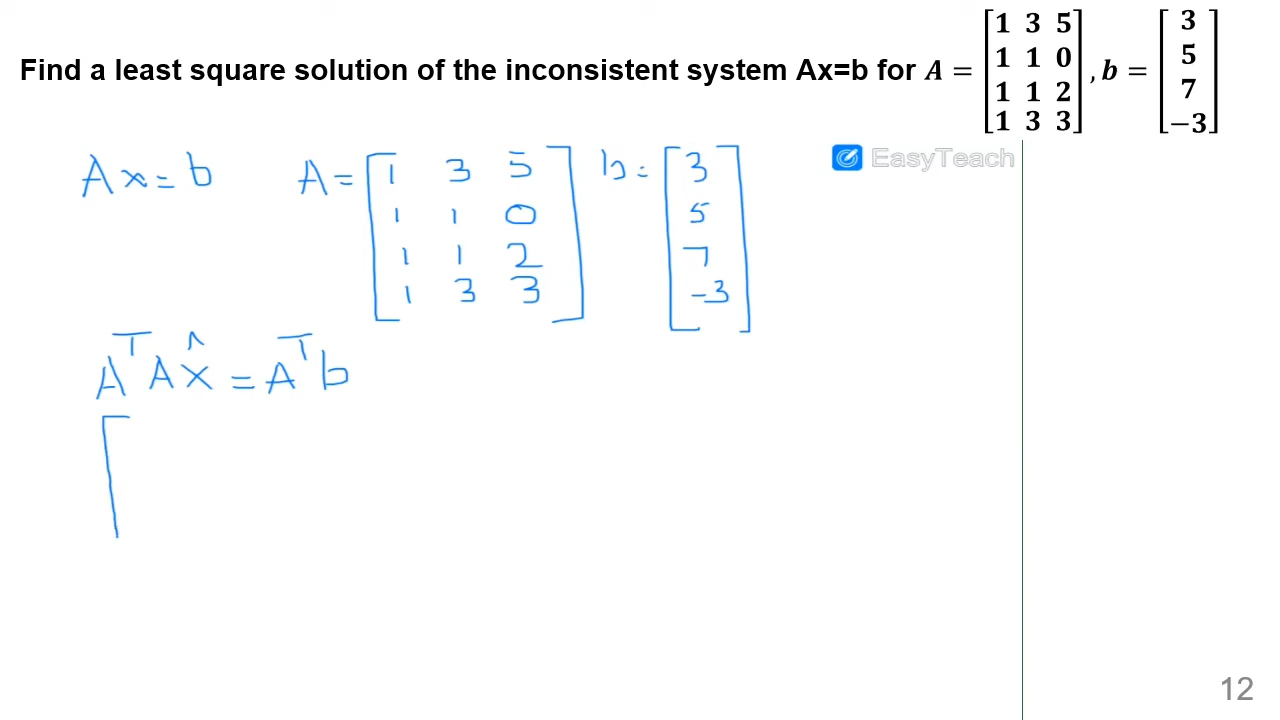 Find a least square solution of the inconsistent system Ax=b for A = [1 3 5; 1 1 0; 1 1 2; 1 3 3], b = [3; 5; 7; −3]
EasyTeach
Ax=b A= [1 3 5 b= [3
1 1 0 5
1 1 2 7
1 3 3] -3]
AᵀAx̂ = Aᵀb
[
12